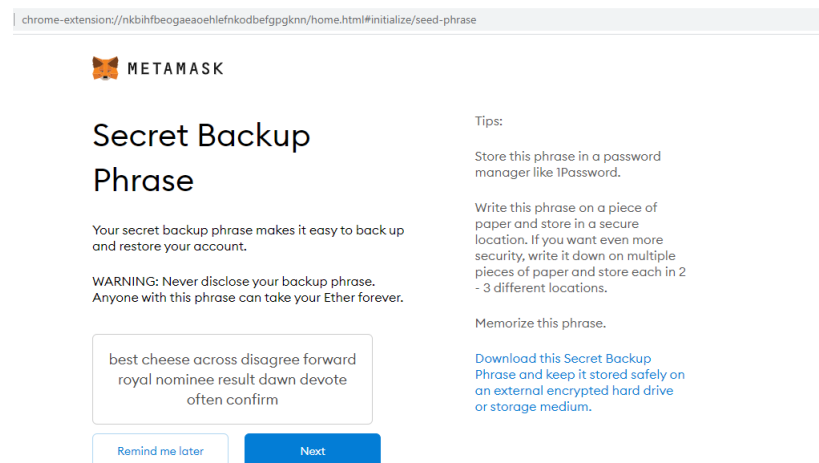 chrome-extension://nkbihfbeogaeaoehlefnkodbefgpgknn/home.html#initialize/seed-phrase
METAMASK
Secret Backup
Phrase
Your secret backup phrase makes it easy to back up
and restore your account.
WARNING: Never disclose your backup phrase.
Anyone with this phrase can take your Ether forever.
best cheese across disagree forward
royal nominee result dawn devote
often confirm
Remind me later
Next
Tips:
Store this phrase in a password
manager like 1Password.
Write this phrase on a piece of
paper and store in a secure
location. If you want even more
security, write it down on multiple
pieces of paper and store each in 2
- 3 different locations.
Memorize this phrase.
Download this Secret Backup
Phrase and keep it stored safely on
an external encrypted hard drive
or storage medium.